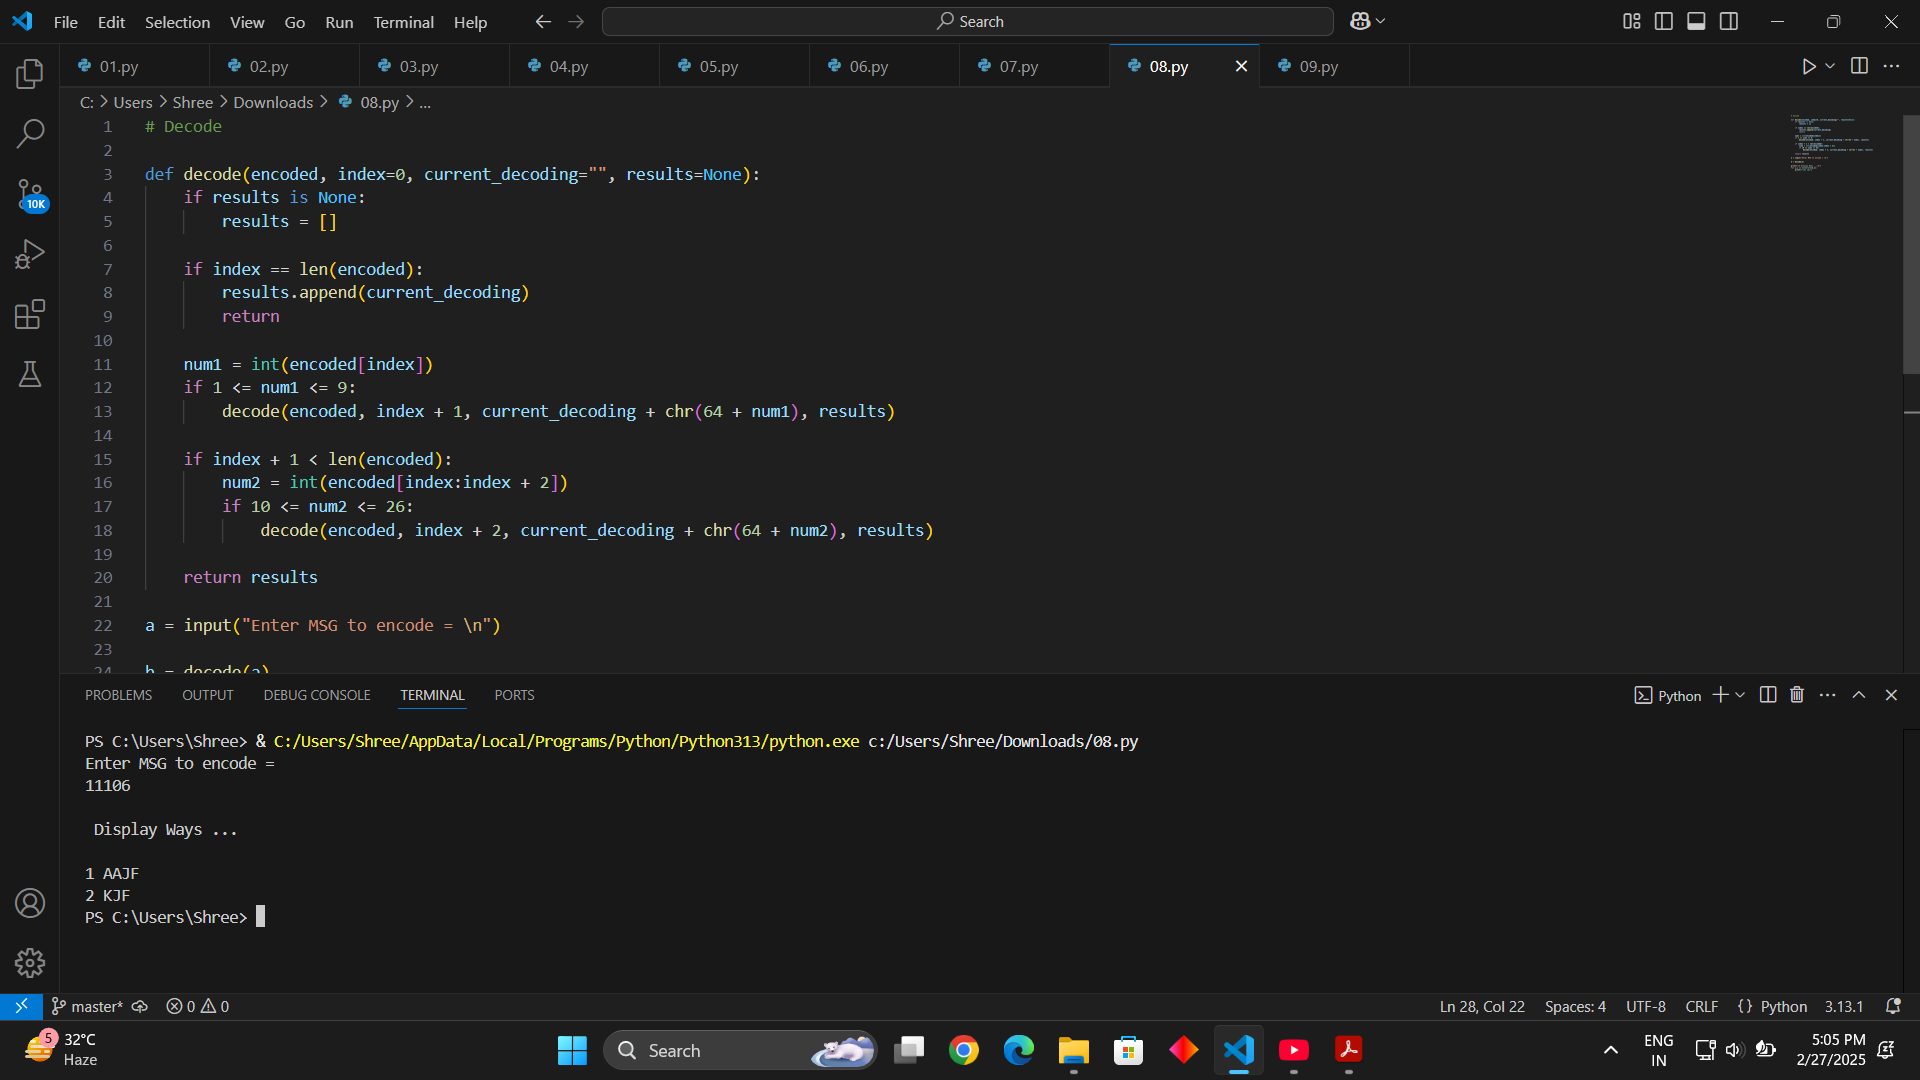 File Edit Selection View Go Run Terminal Help Search
01.py 02.py 03.py 04.py 05.py 06.py 07.py 08.py 09.py
C: > Users > Shree > Downloads > 08.py > ...
1 # Decode
2
3 def decode(encoded, index=0, current_decoding="", results=None):
4     if results is None:
5         results = []
6
7     if index == len(encoded):
8         results.append(current_decoding)
9         return
10
11     num1 = int(encoded[index])
12     if 1 <= num1 <= 9:
13         decode(encoded, index + 1, current_decoding + chr(64 + num1), results)
14
15     if index + 1 < len(encoded):
16         num2 = int(encoded[index:index + 2])
17         if 10 <= num2 <= 26:
18             decode(encoded, index + 2, current_decoding + chr(64 + num2), results)
19
20     return results
21
22 a = input("Enter MSG to encode = \n")
23
24 b = decode(a)
10K
PROBLEMS OUTPUT DEBUG CONSOLE TERMINAL PORTS Python
PS C:\Users\Shree> & C:/Users/Shree/AppData/Local/Programs/Python/Python313/python.exe c:/Users/Shree/Downloads/08.py
Enter MSG to encode =
11106
Display Ways ...
1 AAJF
2 KJF
PS C:\Users\Shree>
master* 0 0 Ln 28, Col 22 Spaces: 4 UTF-8 CRLF {} Python 3.13.1
5 32°C
Haze
Search
ENG
IN
5:05 PM
2/27/2025